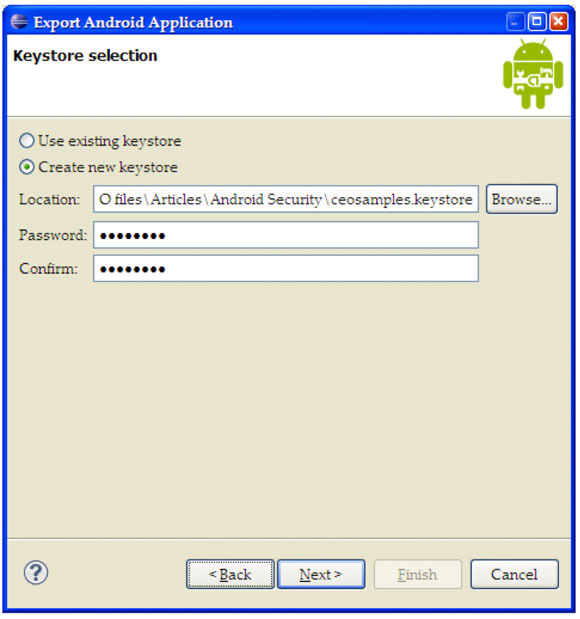 Export Android Application
Keystore selection
Use existing keystore
Create new keystore
Location: O files\Articles\Android Security\ceosamples.keystore Browse...
Password: ●●●●●●●●
Confirm: ●●●●●●●●
? < Back Next > Finish Cancel